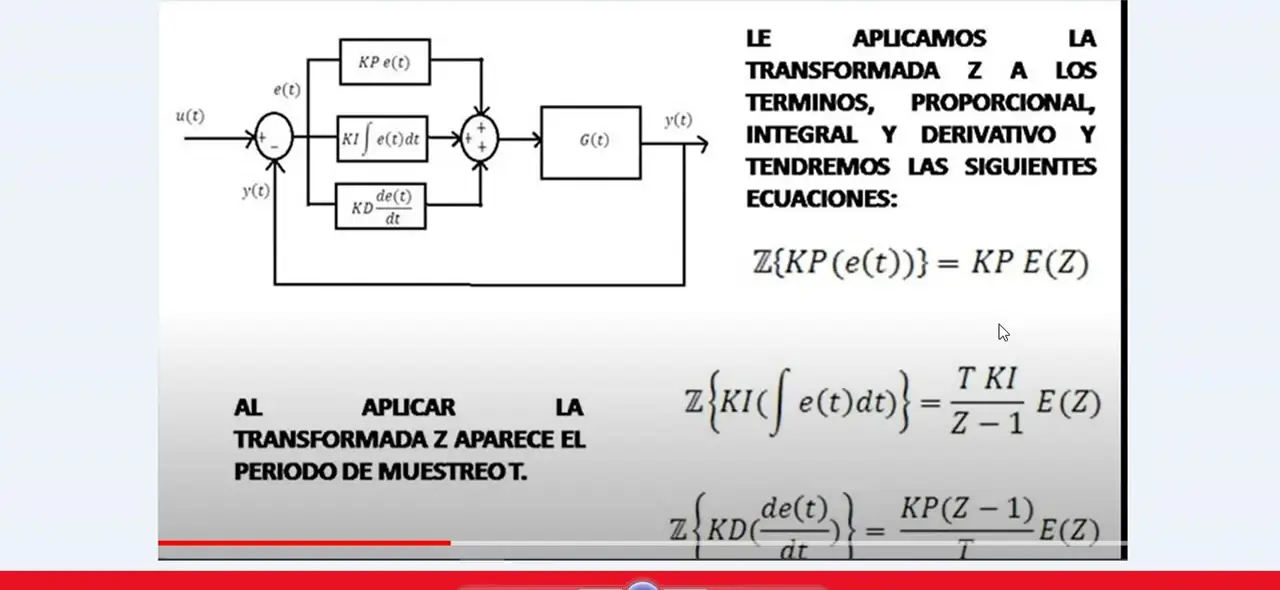 KP e(t)
e(t)
u(t)
+
−
KI ∫ e(t)dt
+
+
+
G(t)
y(t)
y(t)
KD de(t)/dt
LE APLICAMOS LA
TRANSFORMADA Z A LOS
TERMINOS, PROPORCIONAL,
INTEGRAL Y DERIVATIVO Y
TENDREMOS LAS SIGUIENTES
ECUACIONES:
ℤ{KP(e(t))} = KP E(Z)
ℤ{KI(∫ e(t)dt)} = T KI / Z − 1 E(Z)
AL APLICAR LA
TRANSFORMADA Z APARECE EL
PERIODO DE MUESTREO T.
ℤ{KD(de(t)/dt)} = KP(Z − 1)/T E(Z)